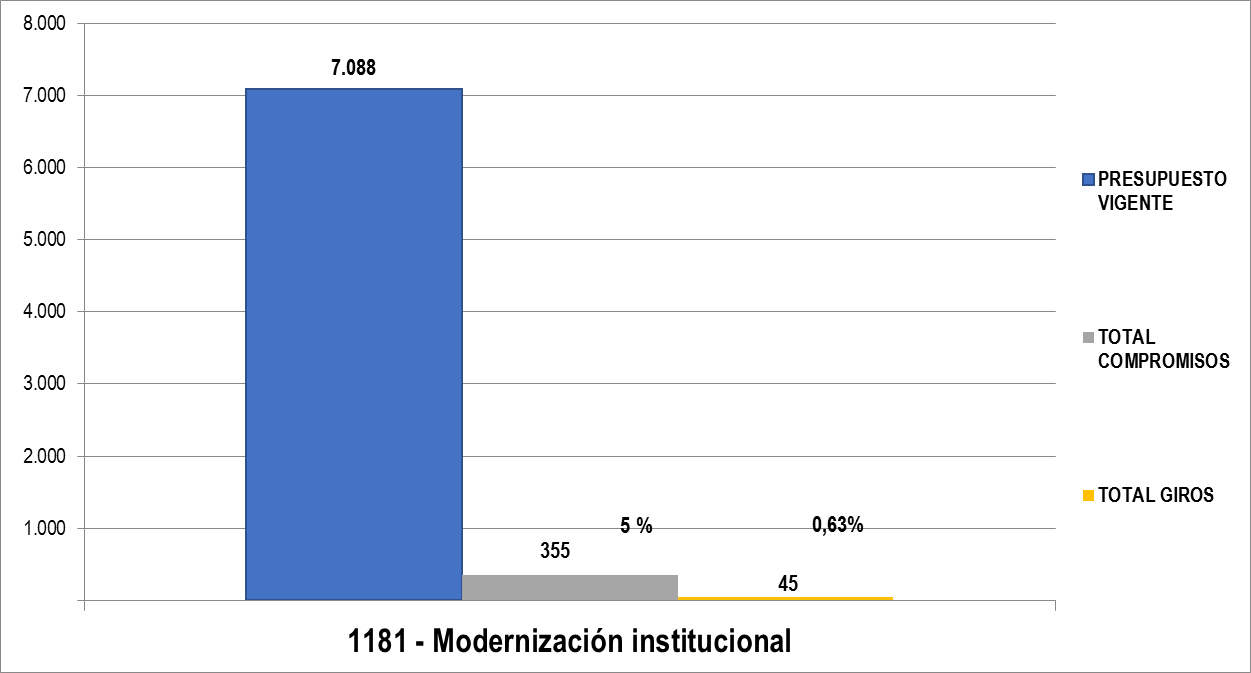 8.000
7.000
6.000
5.000
4.000
3.000
2.000
1.000
7.088
5 %
0,63%
355
45
1181 - Modernización institucional
PRESUPUESTO
VIGENTE
TOTAL
COMPROMISOS
TOTAL GIROS